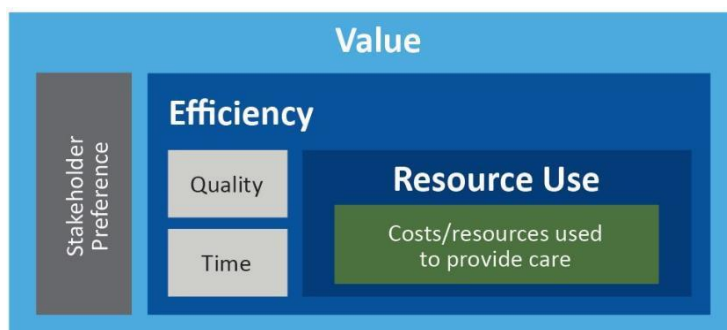 Value
Stakeholder
Preference
Efficiency
Quality
Time
Resource Use
Costs/resources used
to provide care